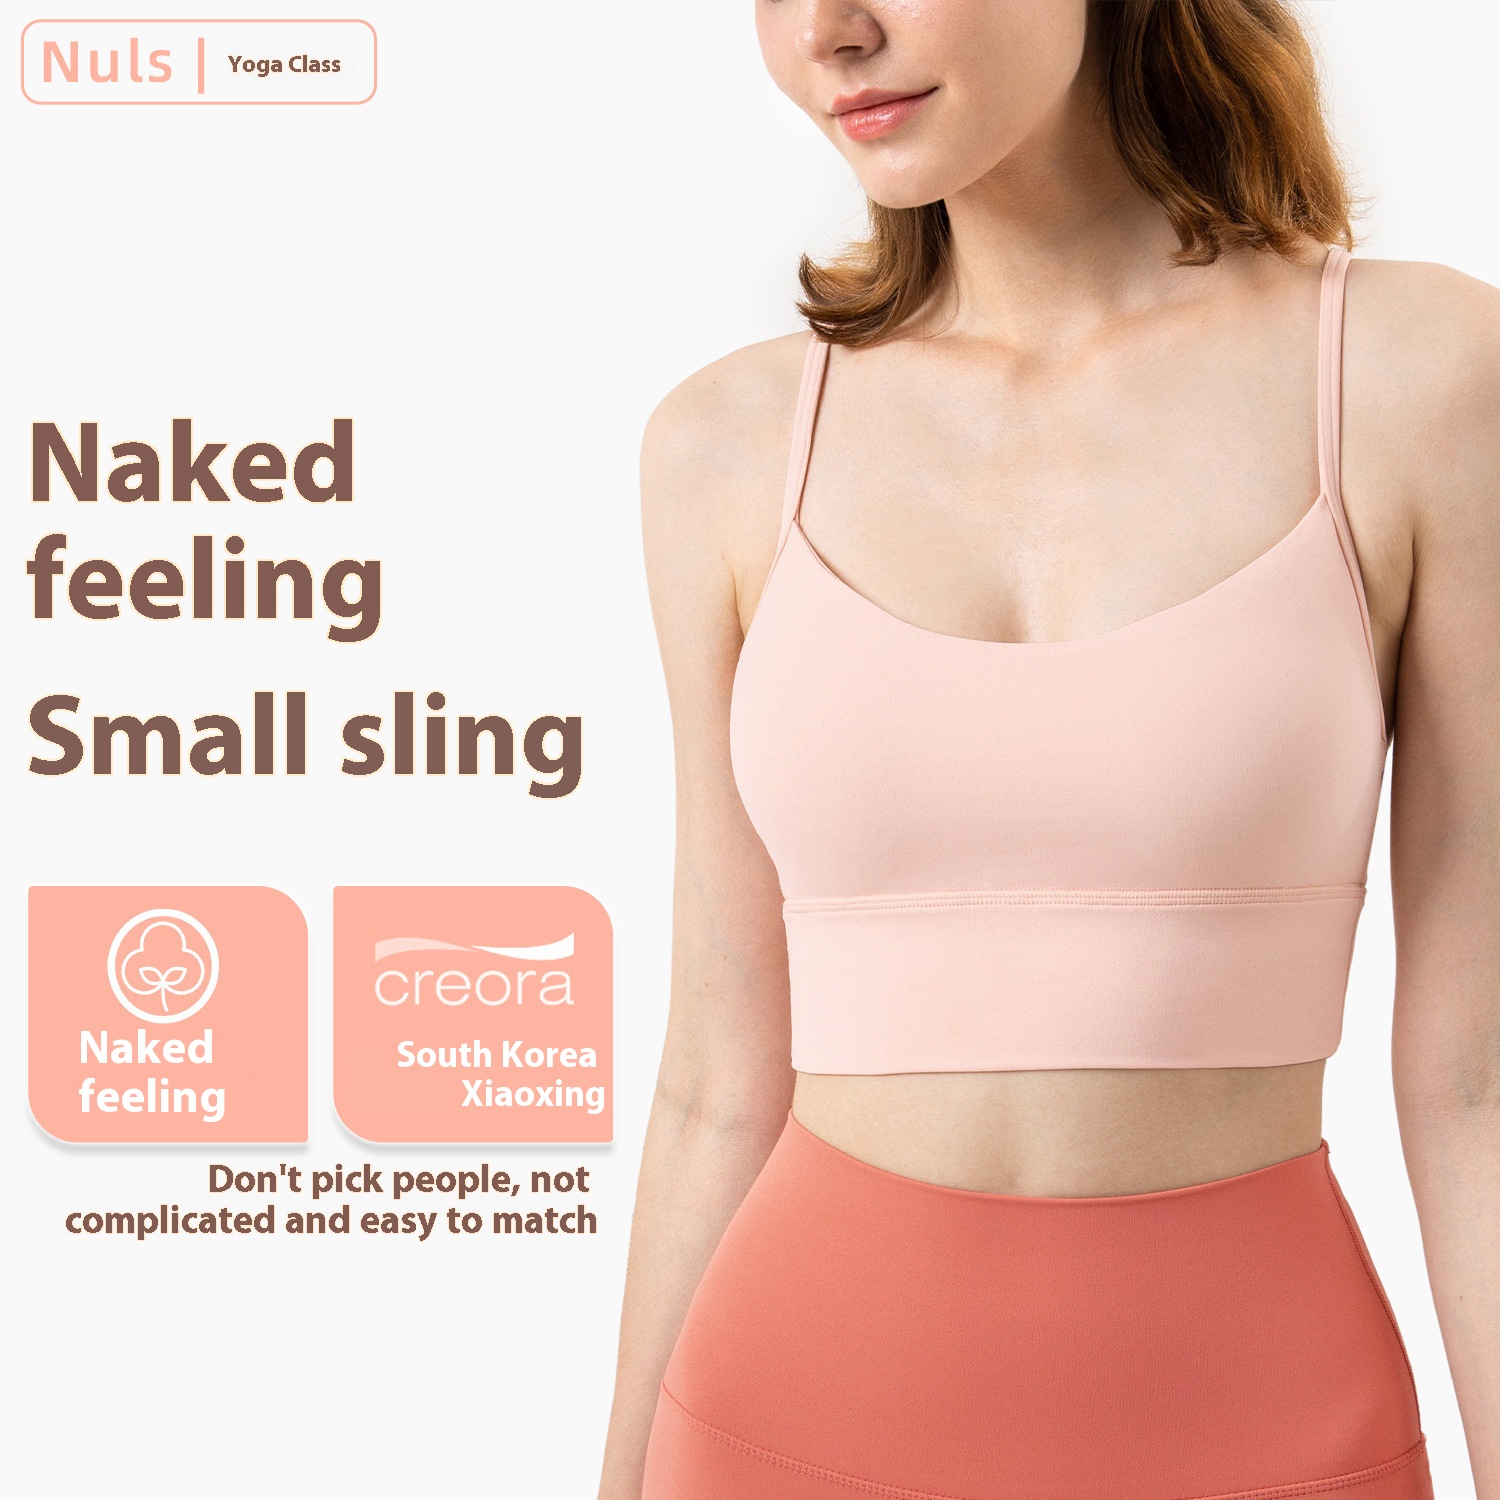 Nuls | Yoga Class
Naked
feeling
Small sling
Naked
feeling
creora
South Korea
Xiaoxing
Don't pick people, not
complicated and easy to match